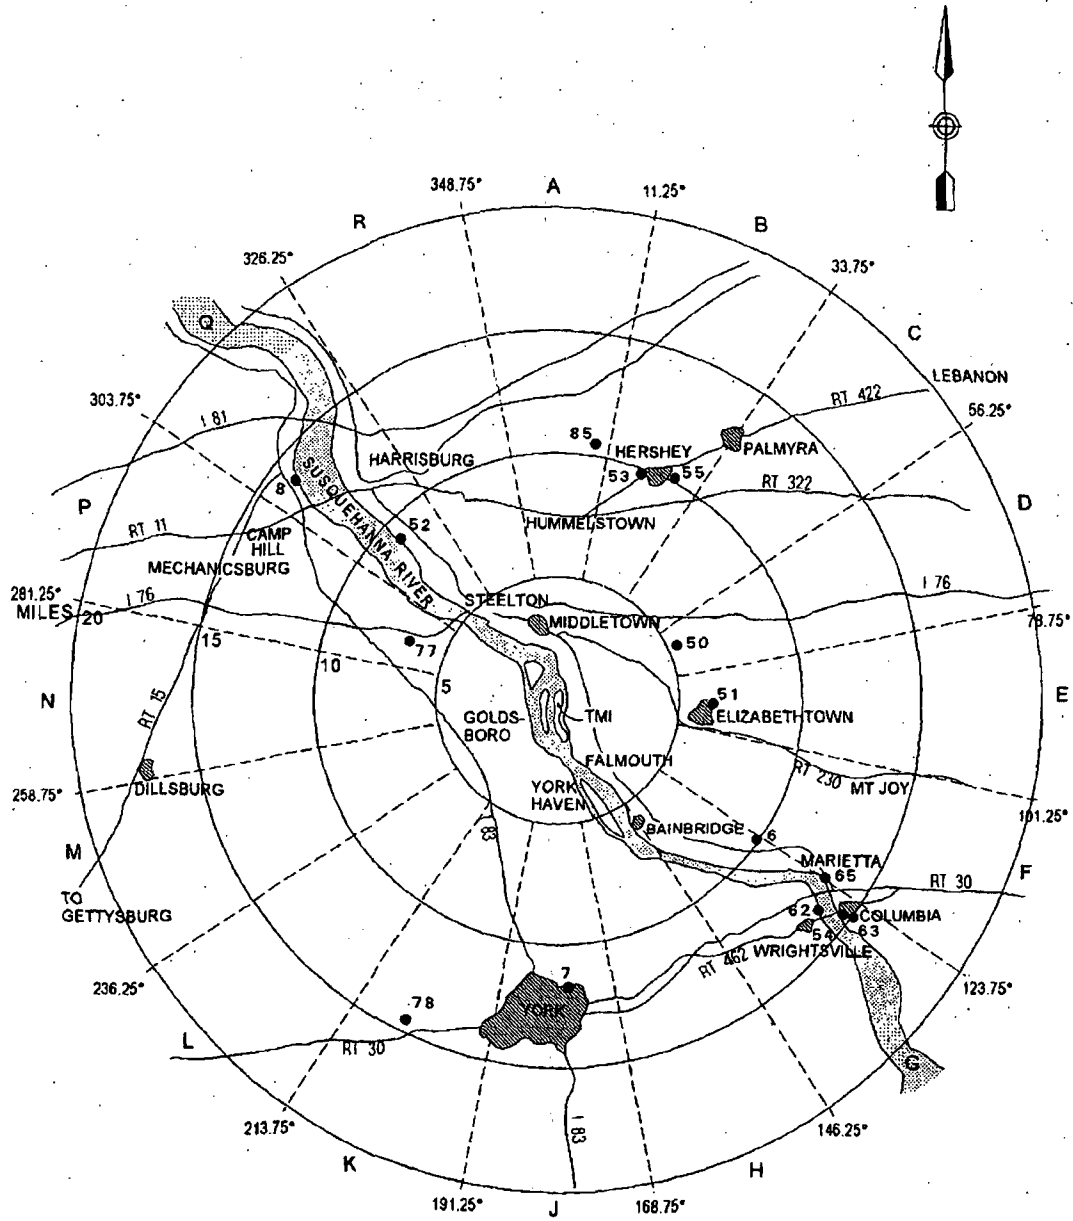 A
348.75°
11.25°
R
B
326.25°
33.75°
Q
C
LEBANON
303.75°
I 81
RT 422
56.25°
85
HERSHEY
PALMYRA
HARRISBURG
53
55
8
SUSQUEHANNA RIVER
RT 322
P
D
52
HUMMELSTOWN
RT 11
CAMP
HILL
MECHANICSBURG
281.25°
I 76
I 76
STEELTON
MILES 20
15
10
5
MIDDLETOWN
78.75°
77
50
N
E
RT 15
51
GOLDS-
BORO
TMI
ELIZABETHTOWN
FALMOUTH
DILLSBURG
258.75°
YORK
HAVEN
RT 230
MT JOY
101.25°
83
BAINBRIDGE
6
M
MARIETTA
65
F
TO
GETTYSBURG
RT 30
62
COLUMBIA
54
63
WRIGHTSVILLE
RT 462
236.25°
7
123.75°
78
YORK
L
RT 30
G
213.75°
I 83
146.25°
K
H
191.25°
J
168.75°